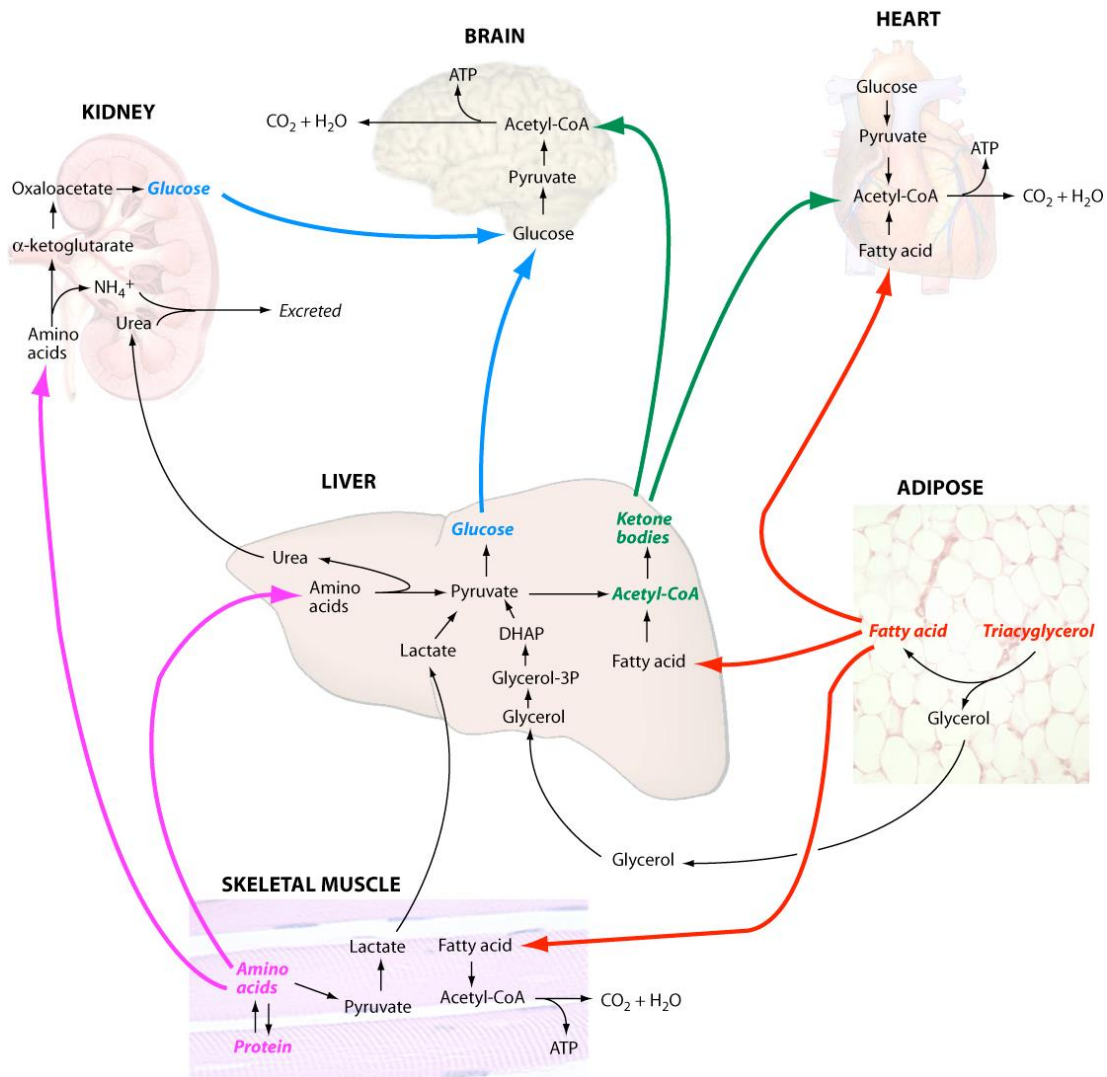 HEART
BRAIN
ATP
Glucose
KIDNEY
CO₂ + H₂O
Acetyl-CoA
Pyruvate
ATP
Oxaloacetate
Glucose
Pyruvate
Acetyl-CoA
CO₂ + H₂O
α-ketoglutarate
Glucose
Fatty acid
NH₄⁺
Urea
Excreted
Amino
acids
LIVER
ADIPOSE
Glucose
Ketone
bodies
Urea
Amino
acids
Pyruvate
Acetyl-CoA
DHAP
Lactate
Fatty acid
Glycerol-3P
Glycerol
Fatty acid
Triacyglycerol
Glycerol
Glycerol
SKELETAL MUSCLE
Lactate
Fatty acid
Amino
acids
Pyruvate
Acetyl-CoA
CO₂ + H₂O
Protein
ATP